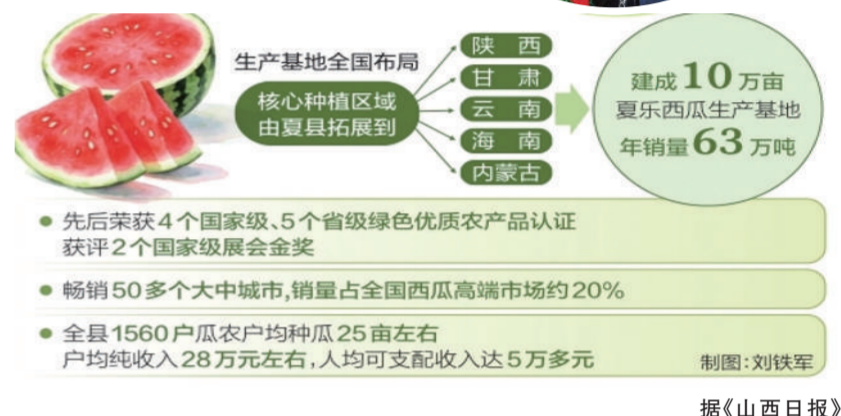 生产基地全国布局
核心种植区域
由夏县拓展到
陕 西
甘 肃
云 南
海 南
内蒙古
建成10万亩
夏乐西瓜生产基地
年销量63万吨
●先后荣获4个国家级、5个省级绿色优质农产品认证
获评2个国家级展会金奖
●畅销50多个大中城市,销量占全国西瓜高端市场约20%
●全县1560户瓜农户均种瓜25亩左右
户均纯收入28万元左右,人均可支配收入达5万多元
制图:刘铁军
据《山西日报》